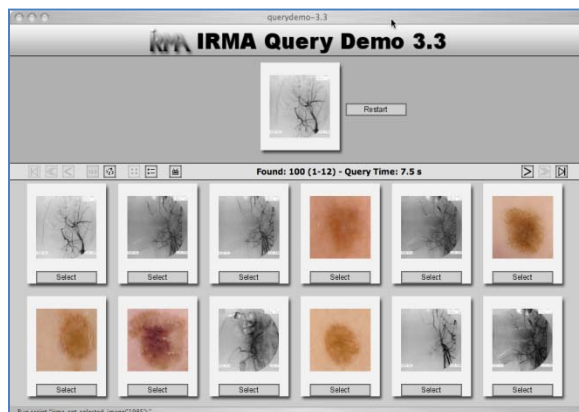 querydemo-3.3
IRMA IRMA Query Demo 3.3
Restart
Found: 100 (1-12) - Query Time: 7.5 s
Select Select Select Select Select Select
Select Select Select Select Select Select